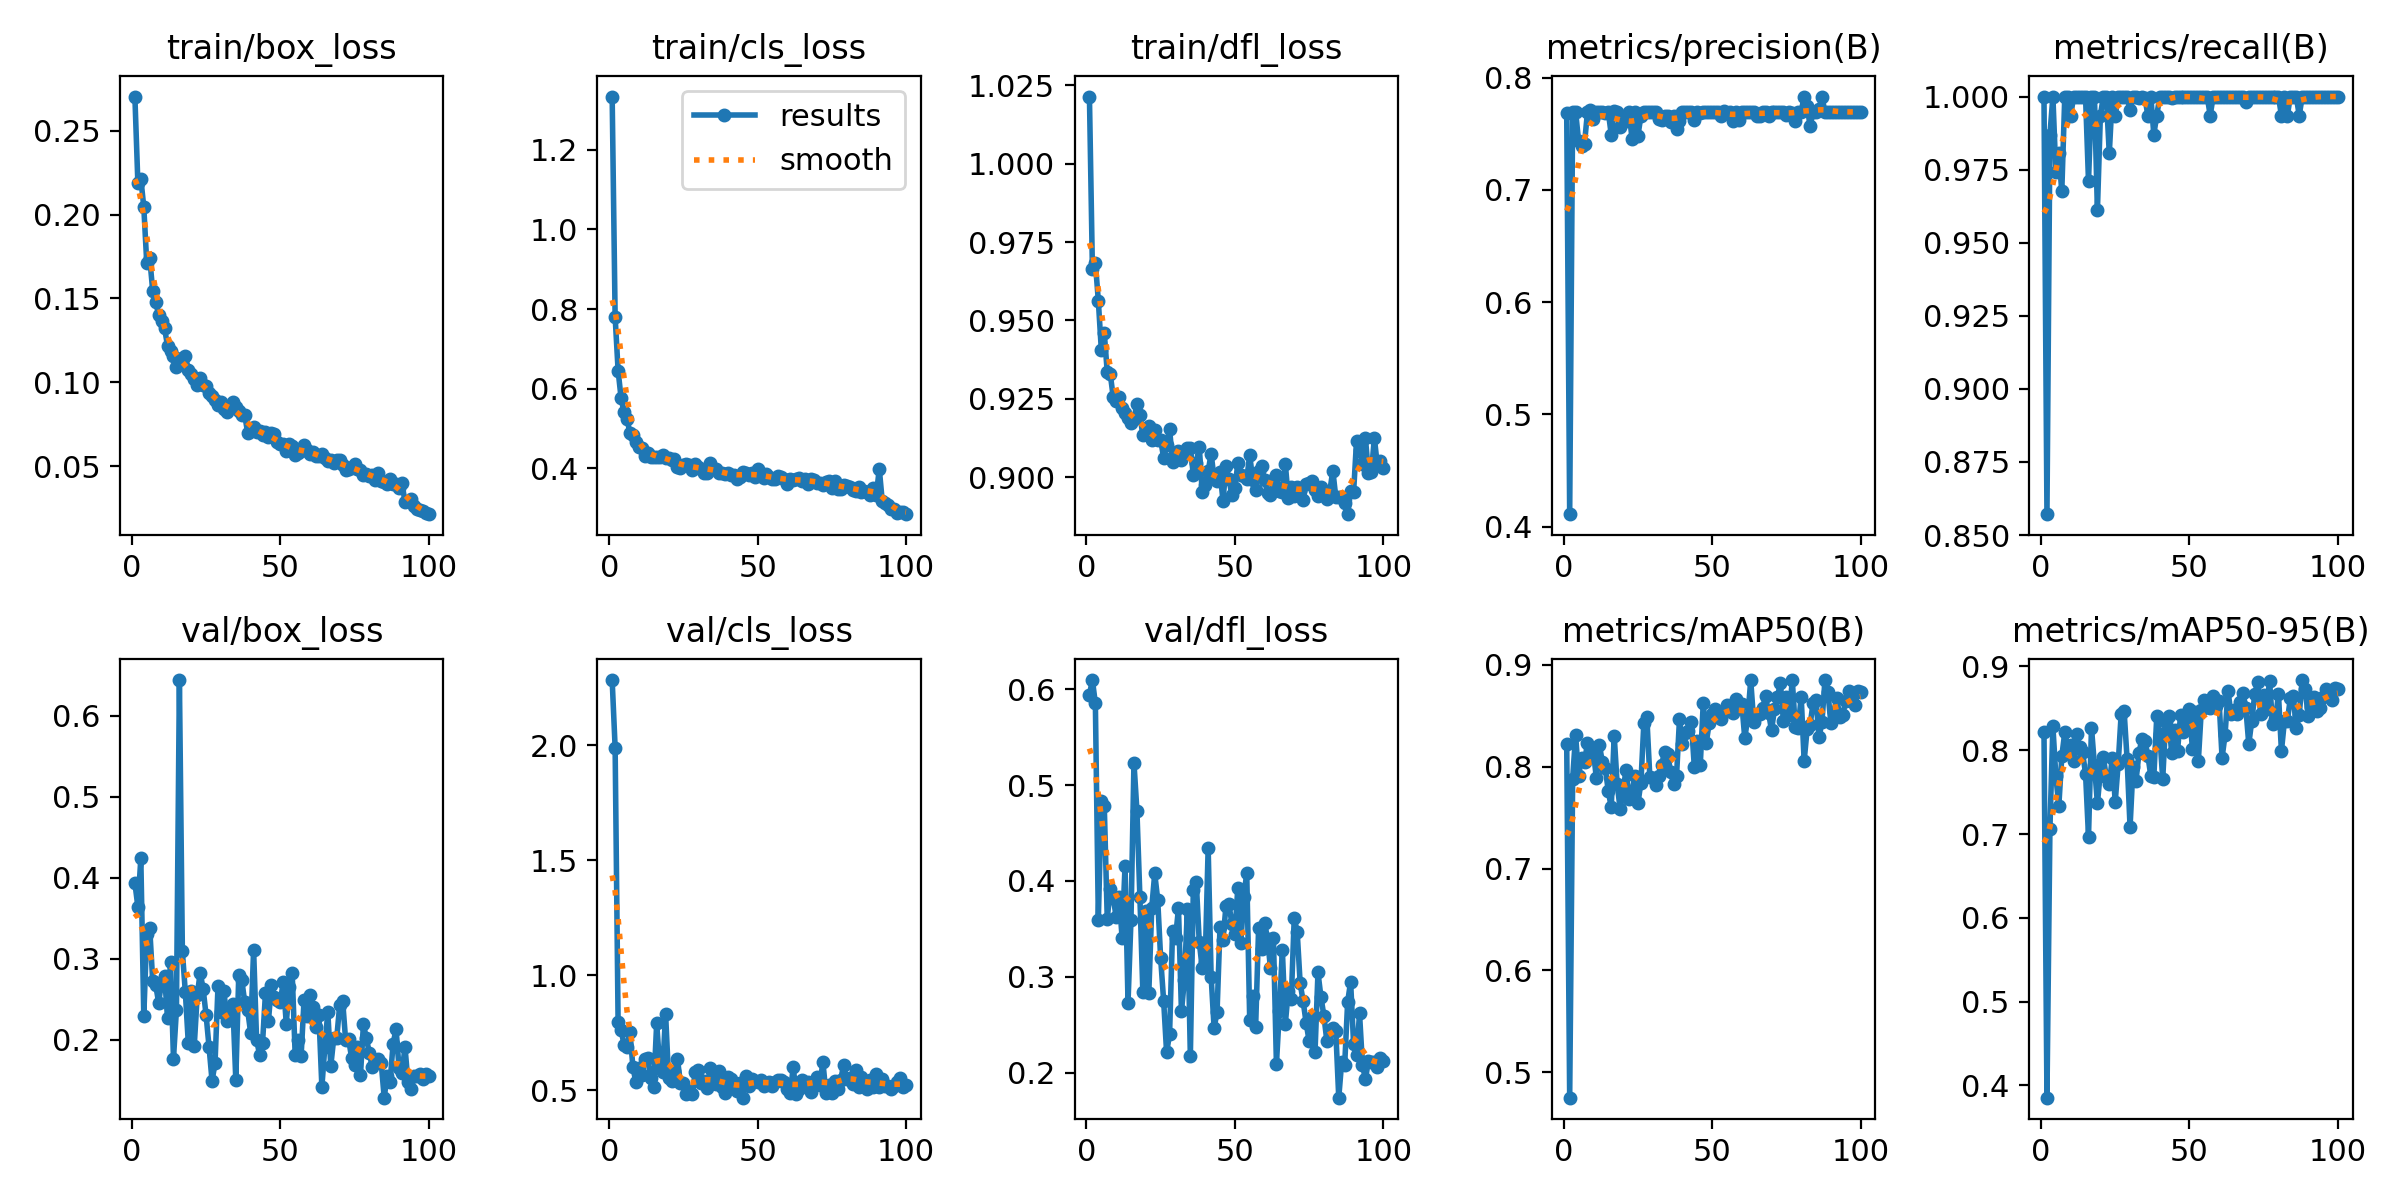 train/box_loss
0.25
0.20
0.15
0.10
0.05
0 50 100
train/cls_loss
results
smooth
1.2
1.0
0.8
0.6
0.4
0 50 100
train/dfl_loss
1.025
1.000
0.975
0.950
0.925
0.900
0 50 100
metrics/precision(B)
0.8
0.7
0.6
0.5
0.4
0 50 100
metrics/recall(B)
1.000
0.975
0.950
0.925
0.900
0.875
0.850
0 50 100
val/box_loss
0.6
0.5
0.4
0.3
0.2
0 50 100
val/cls_loss
2.0
1.5
1.0
0.5
0 50 100
val/dfl_loss
0.6
0.5
0.4
0.3
0.2
0 50 100
metrics/mAP50(B)
0.9
0.8
0.7
0.6
0.5
0 50 100
metrics/mAP50-95(B)
0.9
0.8
0.7
0.6
0.5
0.4
0 50 100